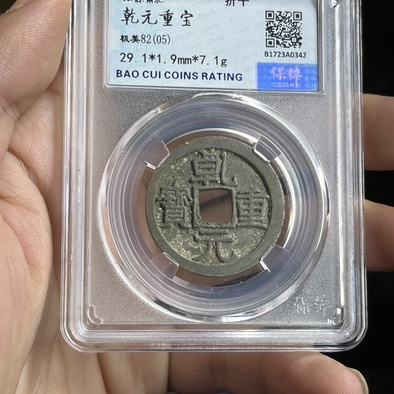 折十
乾元重宝
极美82(05)
29.1*1.9mm*7.1g
BAO CUI COINS RATING
B1723A0342
保粹
乾元重寶